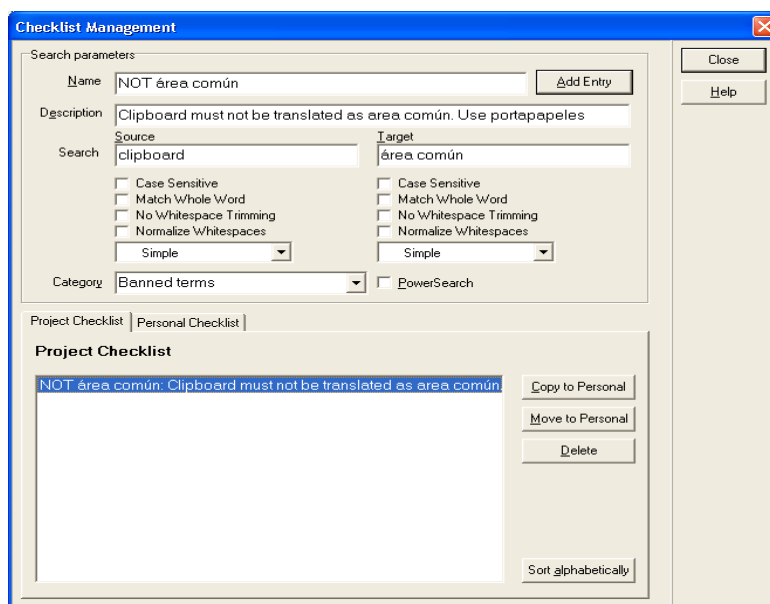 Checklist Management
Search parameters
Close
Name NOT área común Add Entry
Help
Description Clipboard must not be translated as area común. Use portapapeles
Source Target
Search clipboard área común
Case Sensitive Case Sensitive
Match Whole Word Match Whole Word
No Whitespace Trimming No Whitespace Trimming
Normalize Whitespaces Normalize Whitespaces
Simple Simple
Category Banned terms PowerSearch
Project Checklist Personal Checklist
Project Checklist
NOT área común: Clipboard must not be translated as area común. Copy to Personal
Move to Personal
Delete
Sort alphabetically